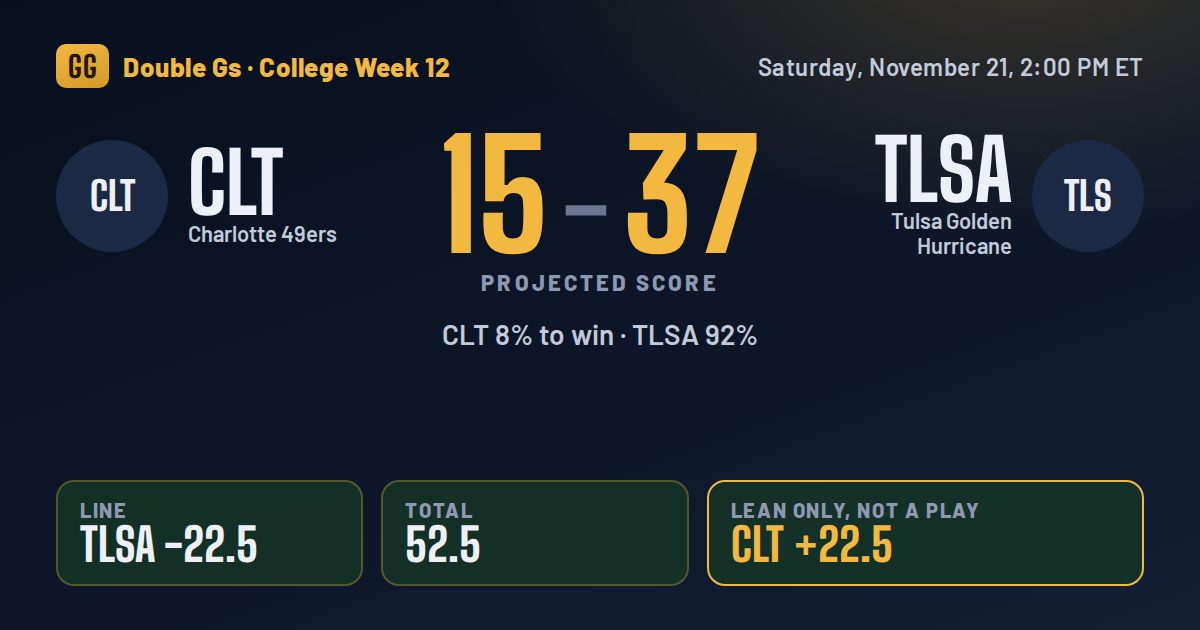 GG
Double Gs · College Week 12
Saturday, November 21, 2:00 PM ET
CLT
CLT
Charlotte 49ers
15 – 37
PROJECTED SCORE
CLT 8% to win · TLSA 92%
TLSA
Tulsa Golden
Hurricane
TLS
LINE
TLSA −22.5
TOTAL
52.5
LEAN ONLY, NOT A PLAY
CLT +22.5